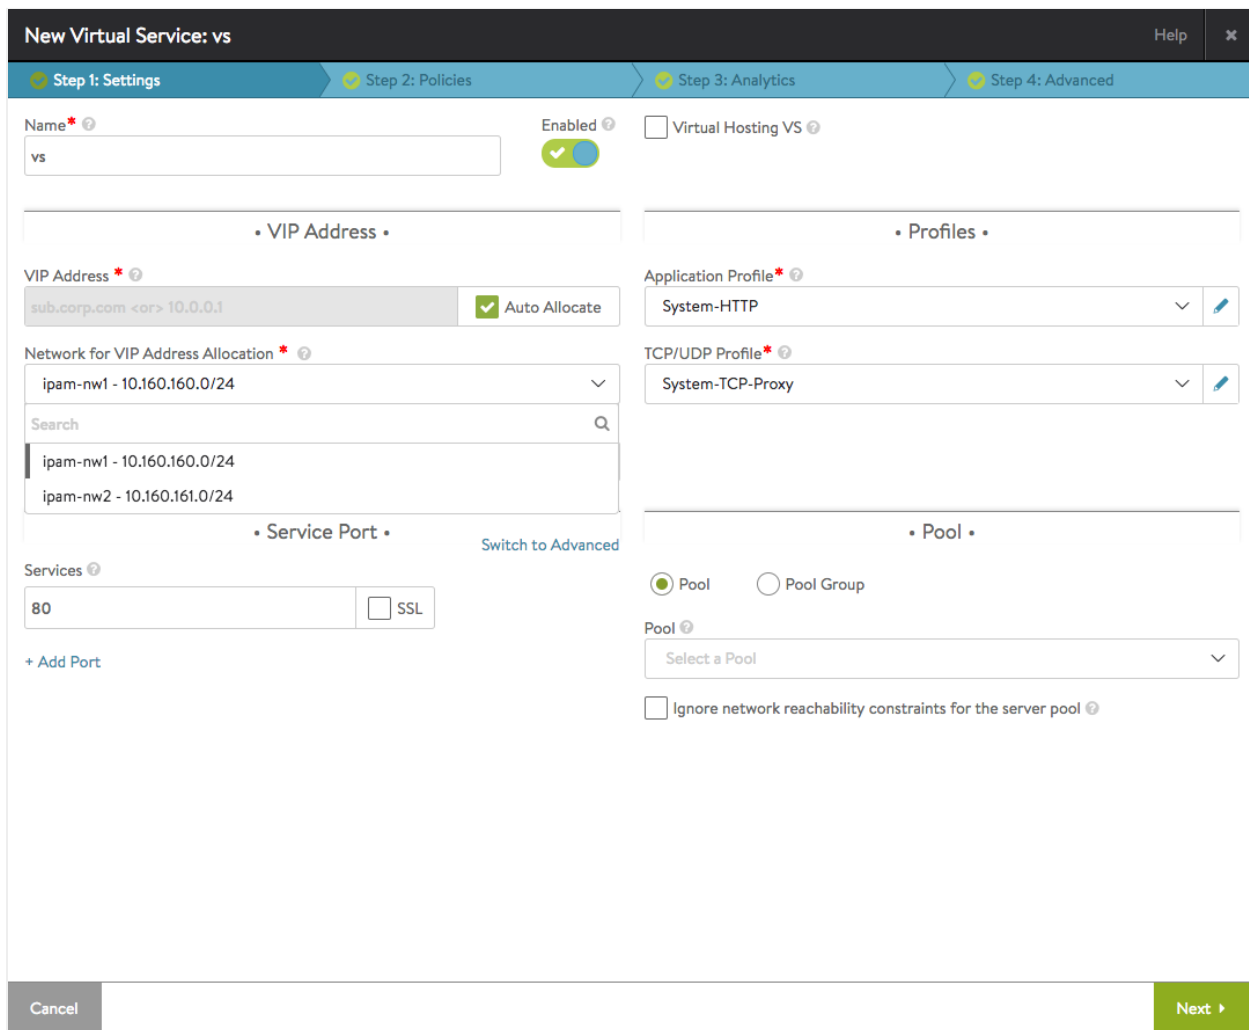 New Virtual Service: vs
Help ×
Step 1: Settings
Step 2: Policies
Step 3: Analytics
Step 4: Advanced
Name* ?
Enabled ?
Virtual Hosting VS ?
vs
• VIP Address •
VIP Address * ?
sub.corp.com <or> 10.0.0.1
Auto Allocate
Network for VIP Address Allocation * ?
ipam-nw1 - 10.160.160.0/24
Search
ipam-nw1 - 10.160.160.0/24
ipam-nw2 - 10.160.161.0/24
• Profiles •
Application Profile* ?
System-HTTP
TCP/UDP Profile* ?
System-TCP-Proxy
• Service Port •
Switch to Advanced
Services ?
80
SSL
+ Add Port
• Pool •
Pool
Pool Group
Pool ?
Select a Pool
Ignore network reachability constraints for the server pool ?
Cancel
Next